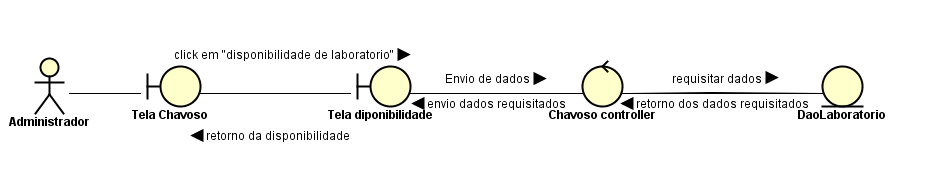 click em "disponibilidade de laboratorio"
Envio de dados
requisitar dados
envio dados requisitados
retorno dos dados requisitados
Administrador
Tela Chavoso
Tela diponibilidade
Chavoso controller
DaoLaboratorio
retorno da disponibilidade